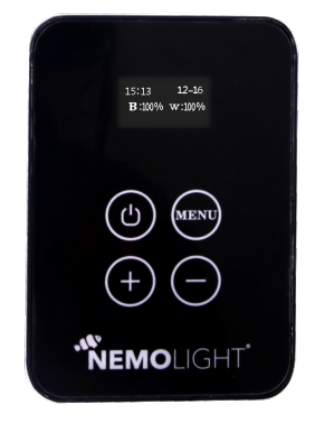 15:13 12-16
B:100% W:100%
MENU
+ −
NEMOLIGHT®